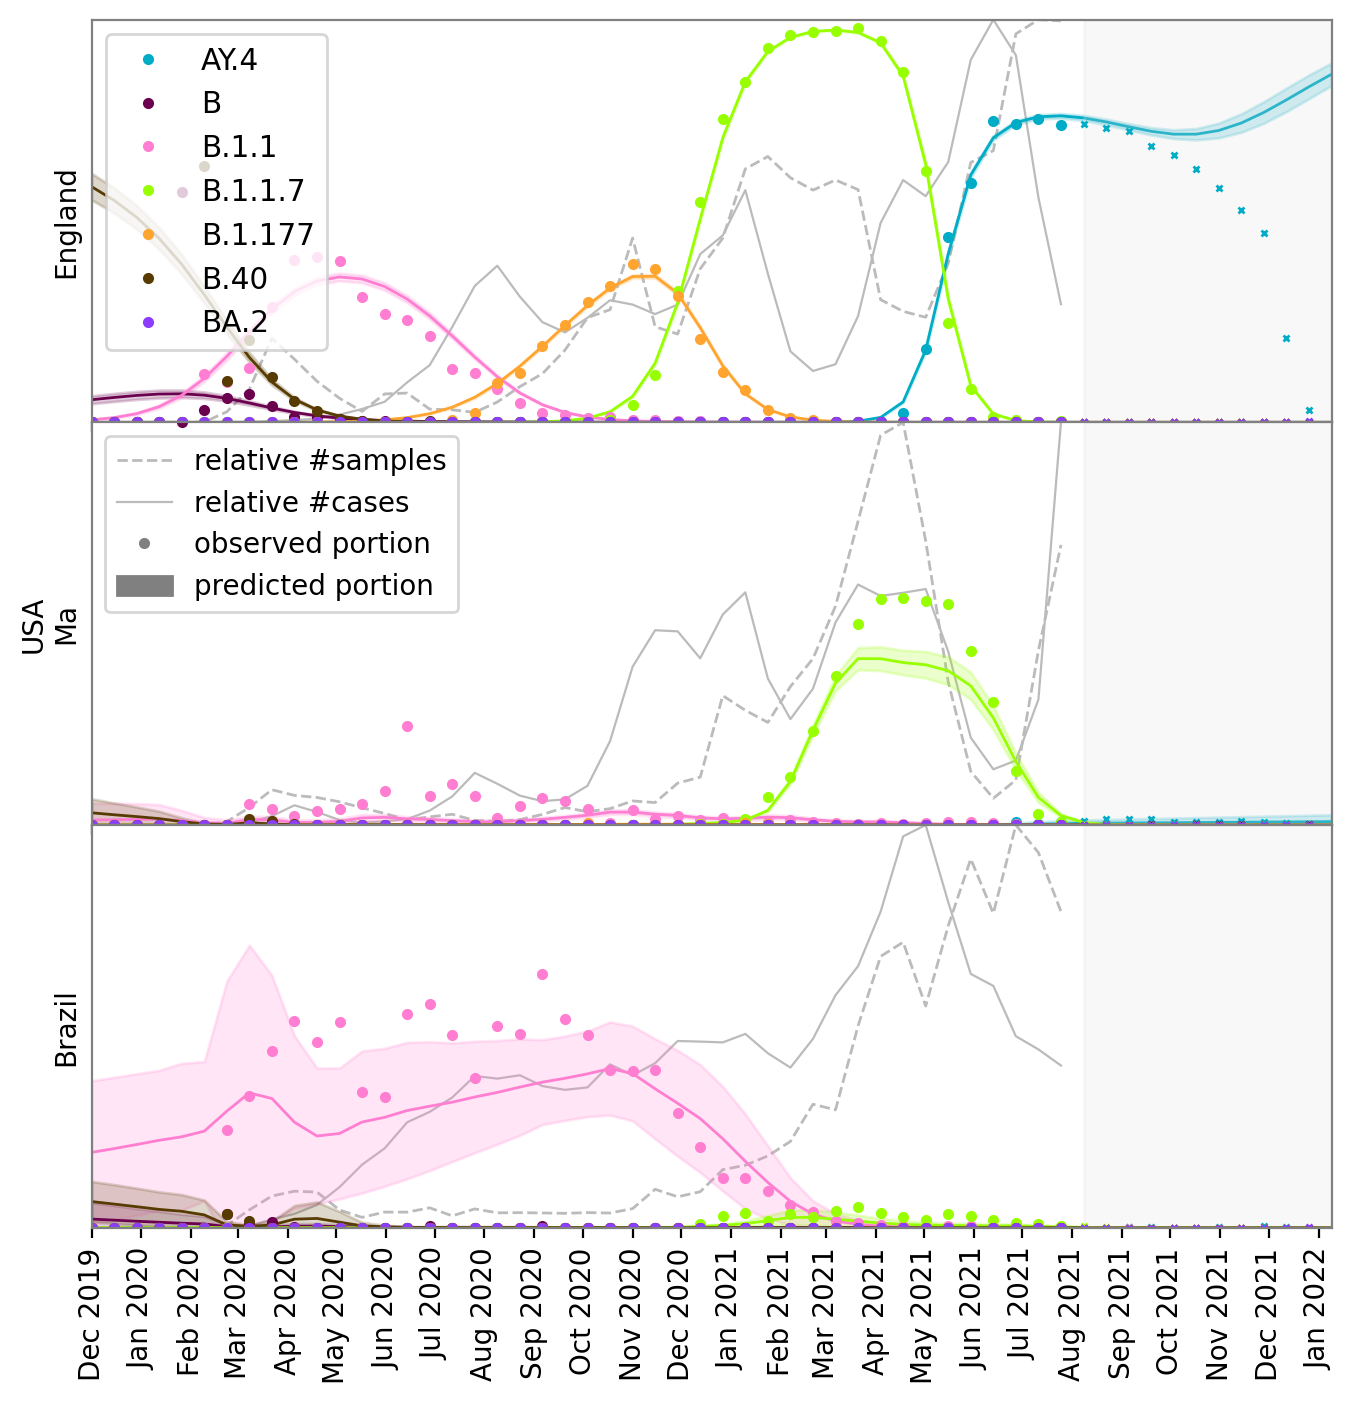 England
AY.4
B
B.1.1
B.1.1.7
B.1.177
B.40
BA.2
USA
Ma
relative #samples
relative #cases
observed portion
predicted portion
Brazil
Dec 2019
Jan 2020
Feb 2020
Mar 2020
Apr 2020
May 2020
Jun 2020
Jul 2020
Aug 2020
Sep 2020
Oct 2020
Nov 2020
Dec 2020
Jan 2021
Feb 2021
Mar 2021
Apr 2021
May 2021
Jun 2021
Jul 2021
Aug 2021
Sep 2021
Oct 2021
Nov 2021
Dec 2021
Jan 2022